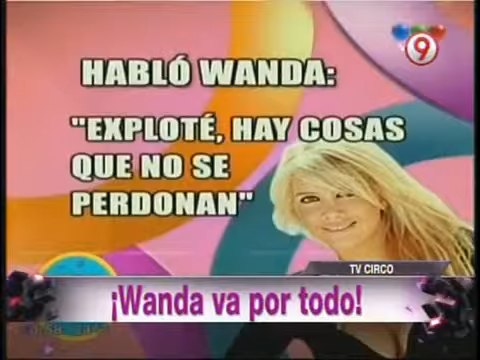 9
HABLÓ WANDA:
"EXPLOTÉ, HAY COSAS
QUE NO SE
PERDONAN"
TV CIRCO
¡Wanda va por todo!